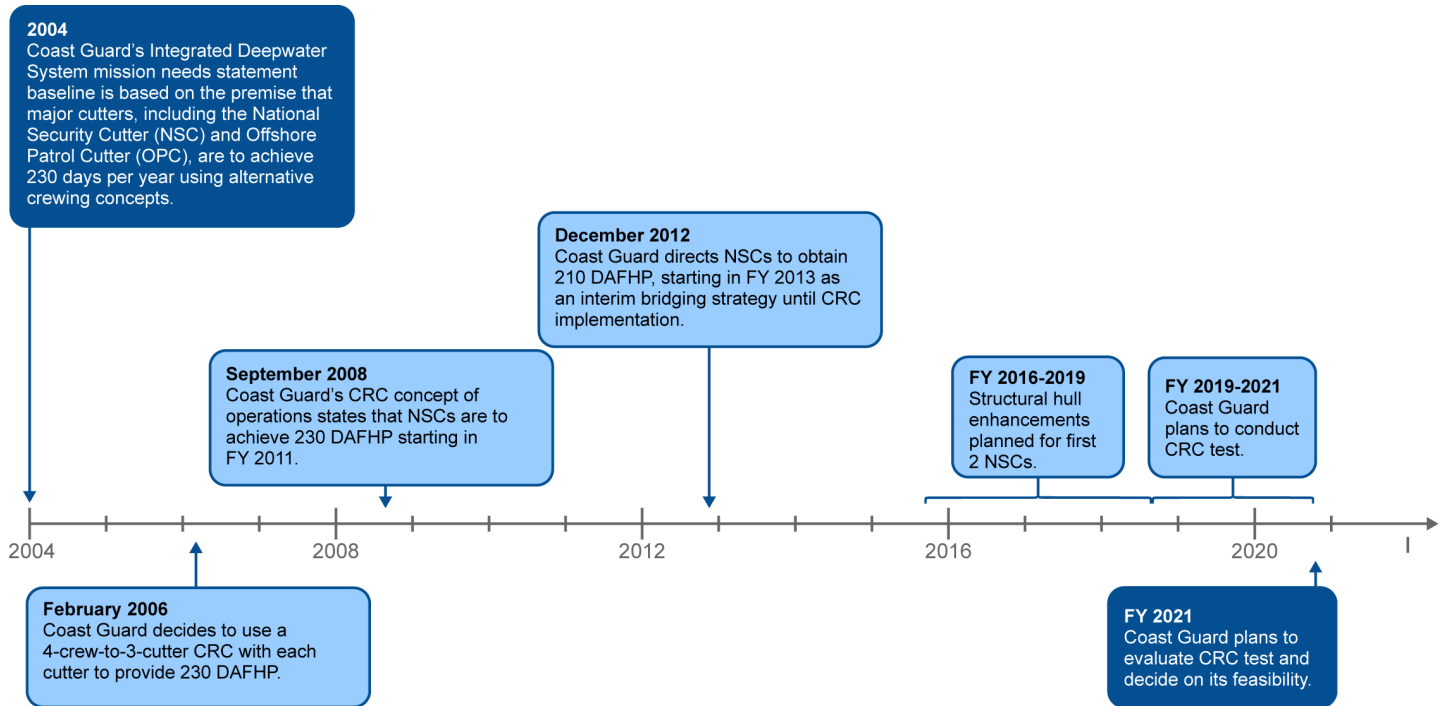 2004
Coast Guard's Integrated Deepwater
System mission needs statement
baseline is based on the premise that
major cutters, including the National
Security Cutter (NSC) and Offshore
Patrol Cutter (OPC), are to achieve
230 days per year using alternative
crewing concepts.
December 2012
Coast Guard directs NSCs to obtain
210 DAFHP, starting in FY 2013 as
an interim bridging strategy until CRC
implementation.
September 2008
Coast Guard's CRC concept of
operations states that NSCs are to
achieve 230 DAFHP starting in
FY 2011.
FY 2016-2019
Structural hull
enhancements
planned for first
2 NSCs.
FY 2019-2021
Coast Guard
plans to conduct
CRC test.
2004 2008 2012 2016 2020
February 2006
Coast Guard decides to use a
4-crew-to-3-cutter CRC with each
cutter to provide 230 DAFHP.
FY 2021
Coast Guard plans to
evaluate CRC test and
decide on its feasibility.